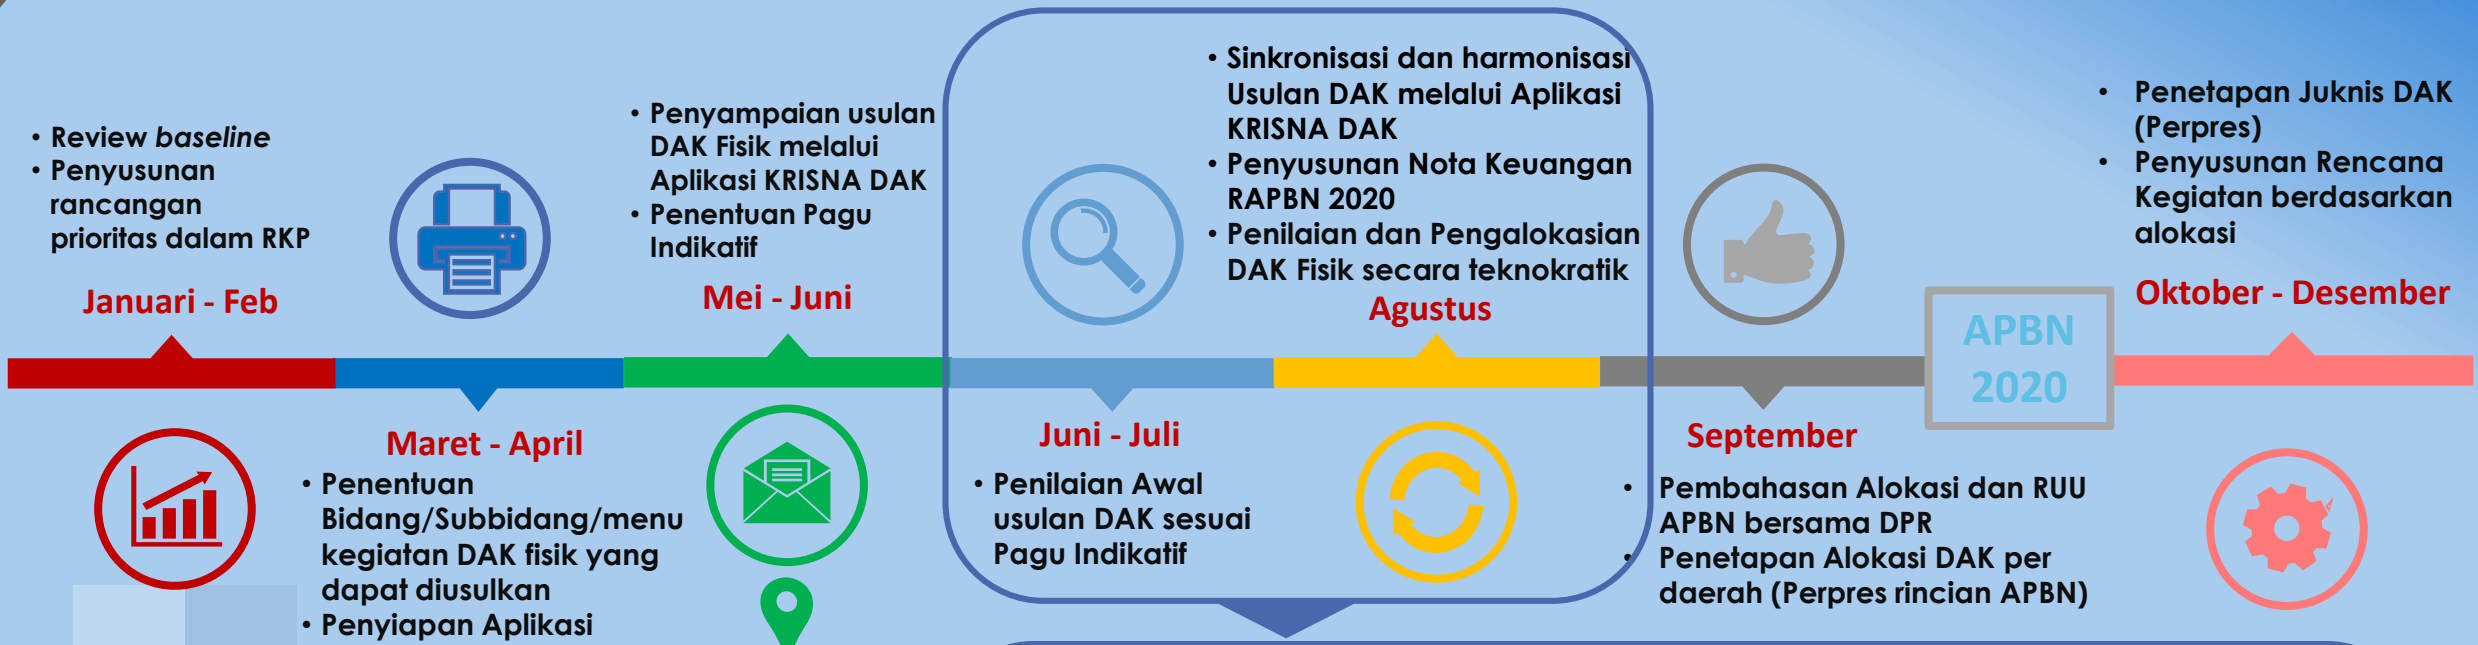 • Review baseline
• Penyusunan
rancangan
prioritas dalam RKP
Januari - Feb
Maret - April
• Penentuan
Bidang/Subbidang/menu
kegiatan DAK fisik yang
dapat diusulkan
• Penyiapan Aplikasi
• Penyampaian usulan
DAK Fisik melalui
Aplikasi KRISNA DAK
• Penentuan Pagu
Indikatif
Mei - Juni
Juni - Juli
• Penilaian Awal
usulan DAK sesuai
Pagu Indikatif
• Sinkronisasi dan harmonisasi
Usulan DAK melalui Aplikasi
KRISNA DAK
• Penyusunan Nota Keuangan
RAPBN 2020
• Penilaian dan Pengalokasian
DAK Fisik secara teknokratik
Agustus
September
• Pembahasan Alokasi dan RUU
APBN bersama DPR
• Penetapan Alokasi DAK per
daerah (Perpres rincian APBN)
APBN
2020
• Penetapan Juknis DAK
(Perpres)
• Penyusunan Rencana
Kegiatan berdasarkan
alokasi
Oktober - Desember